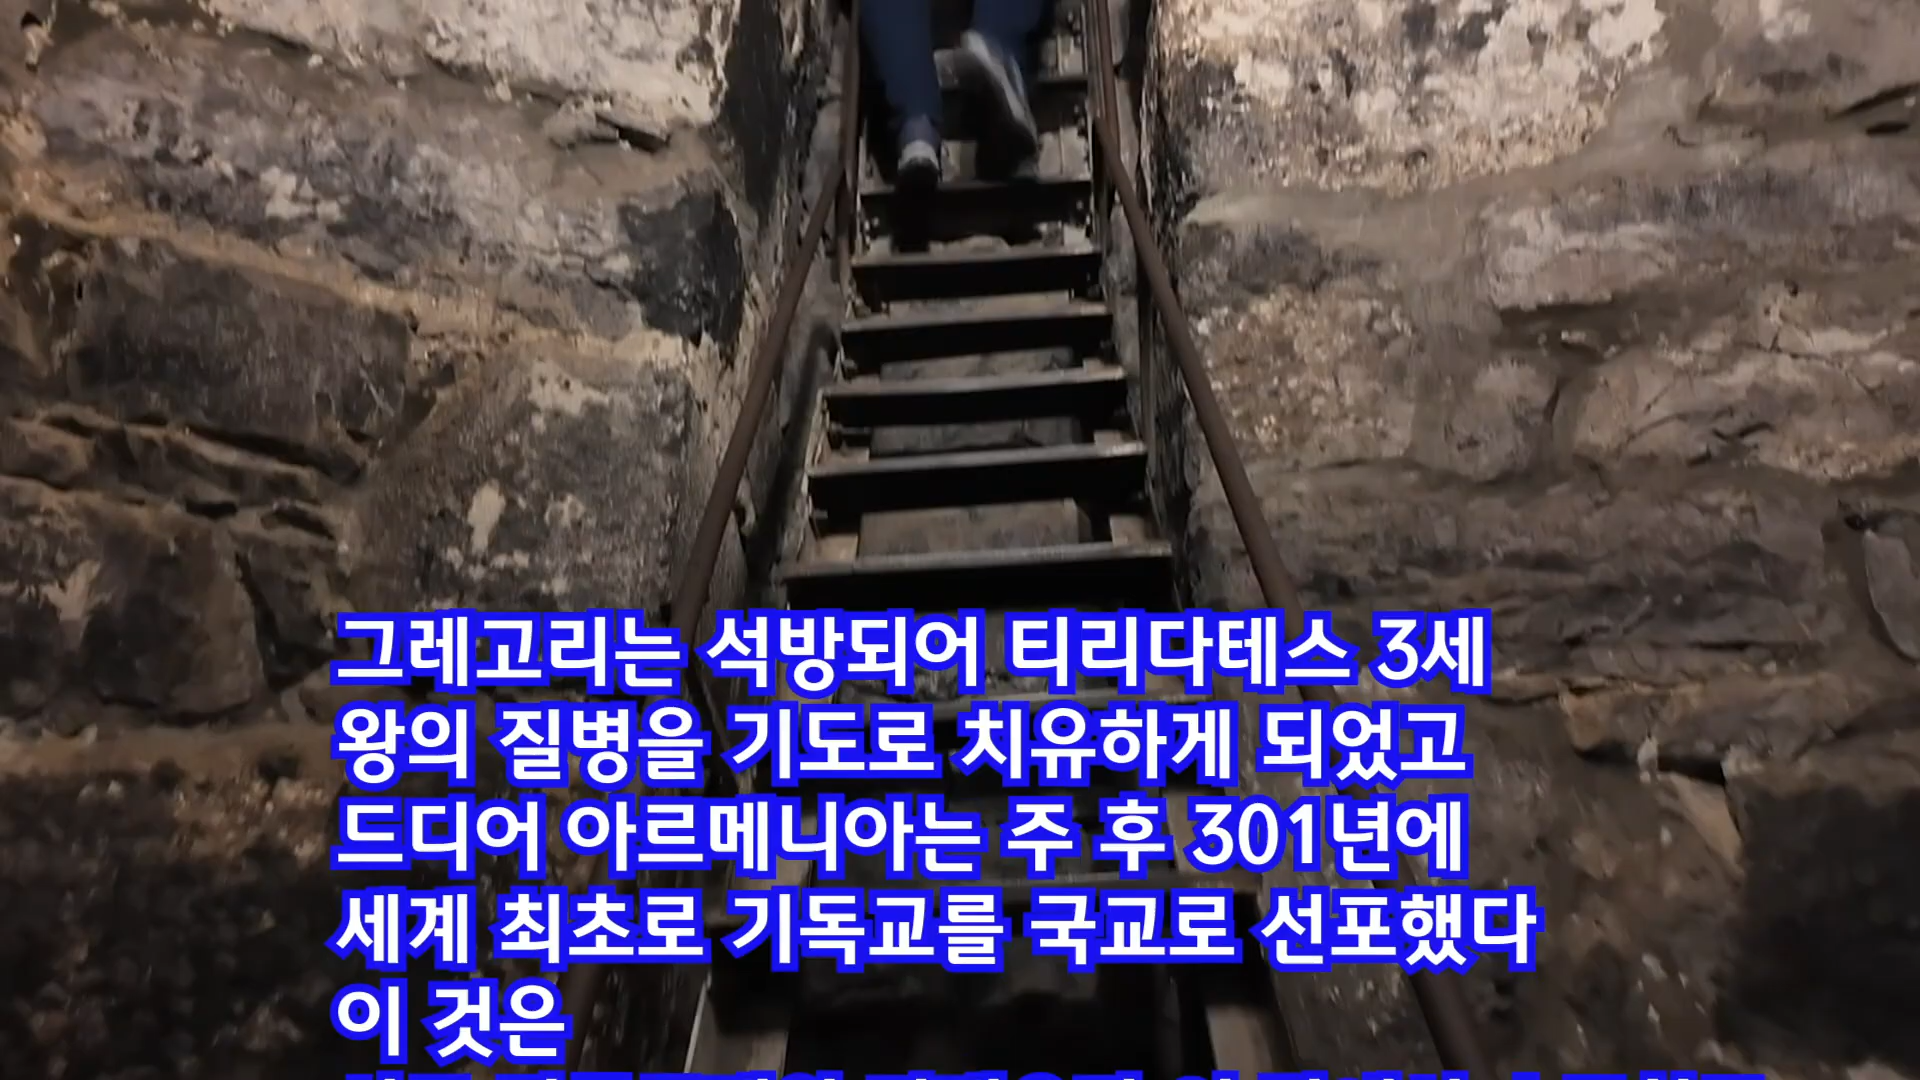 그레고리는 석방되어 티리다테스 3세
왕의 질병을 기도로 치유하게 되었고
드디어 아르메니아는 주 후 301년에
세계 최초로 기독교를 국교로 선포했다
이 것은